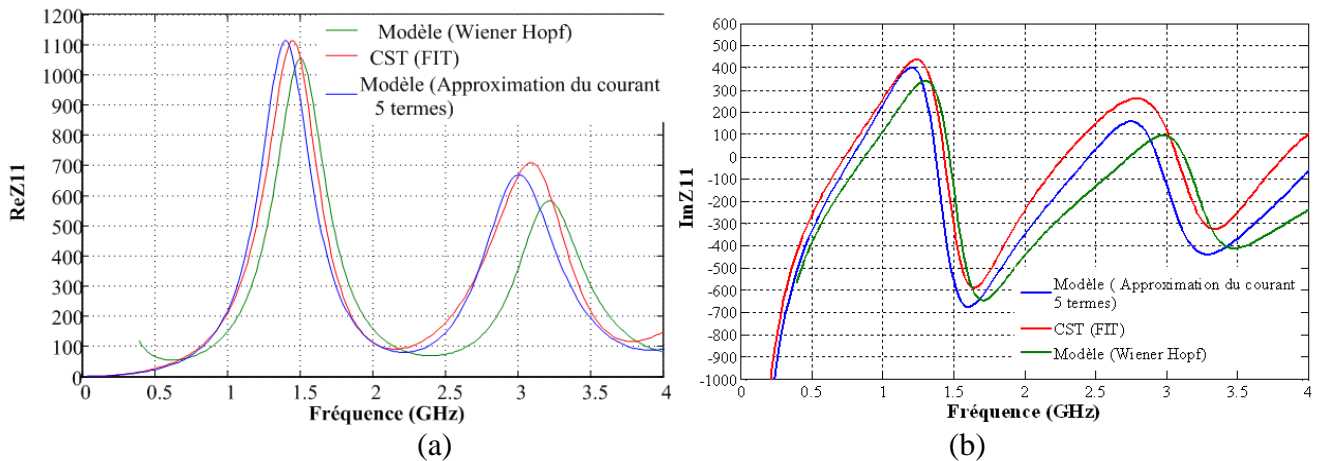 1200
1100
1000
900
800
700
600
500
400
300
200
100
0
ReZ11
Modèle (Wiener Hopf)
CST (FIT)
Modèle (Approximation du courant
5 termes)
0 0.5 1 1.5 2 2.5 3 3.5 4
Fréquence (GHz)
(a)
600
500
400
300
200
100
0
-100
-200
-300
-400
-500
-600
-700
-800
-900
-1000
ImZ11
Modèle ( Approximation du courant
5 termes)
CST (FIT)
Modèle (Wiener Hopf)
0.5 1 1.5 2 2.5 3 3.5 4
Fréquence (GHz)
(b)